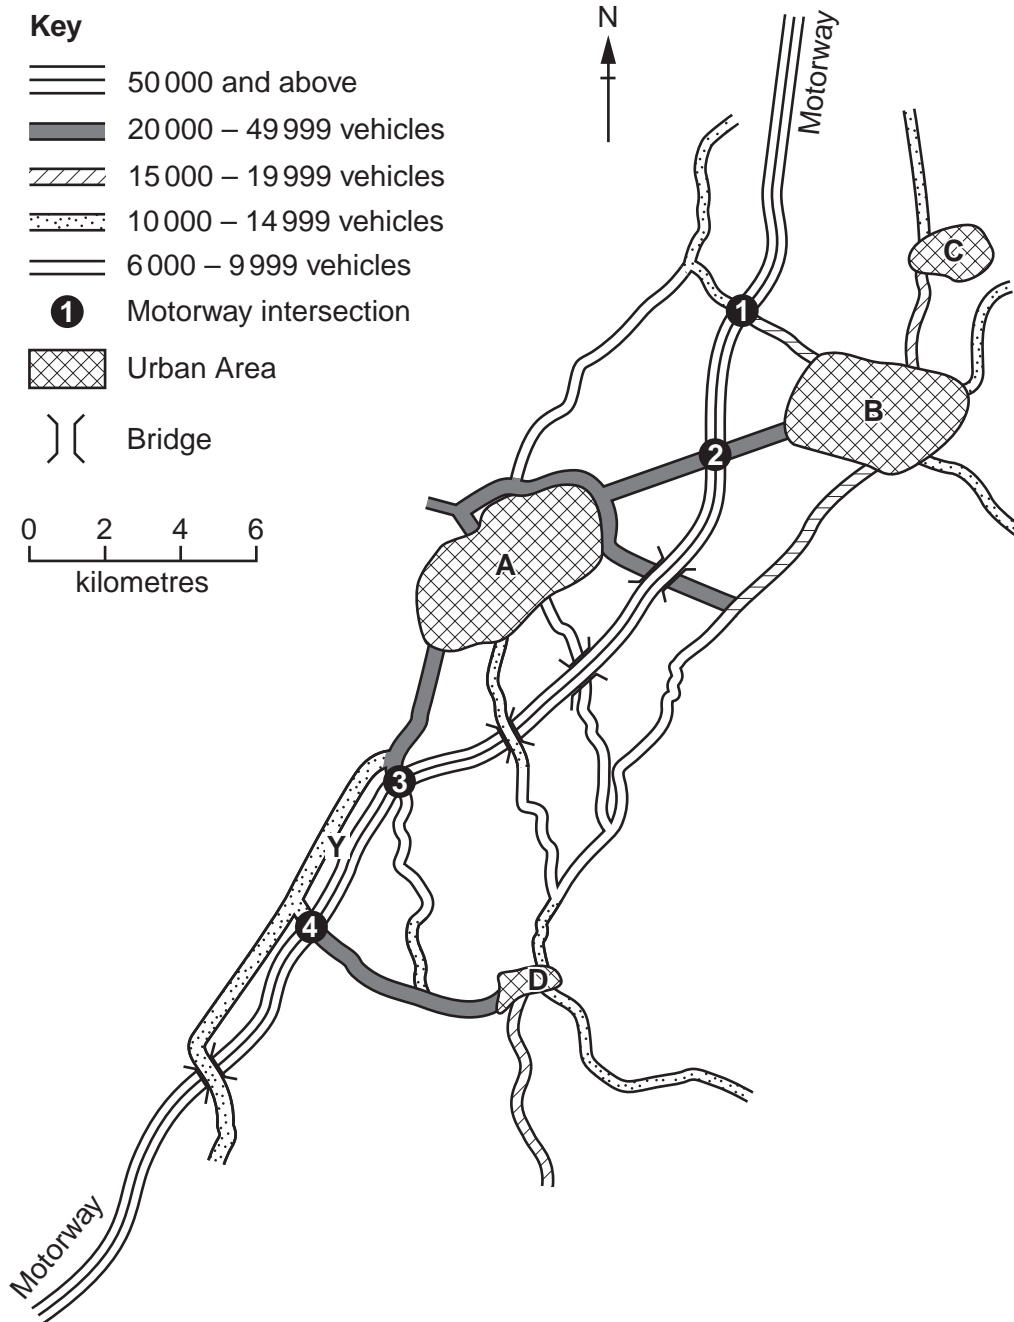 Key
50 000 and above
20 000 – 49 999 vehicles
15 000 – 19 999 vehicles
10 000 – 14 999 vehicles
6 000 – 9 999 vehicles
1 Motorway intersection
Urban Area
Bridge
0 2 4 6
kilometres
N
Motorway
C
1
B
2
A
3
Y
4
D
Motorway